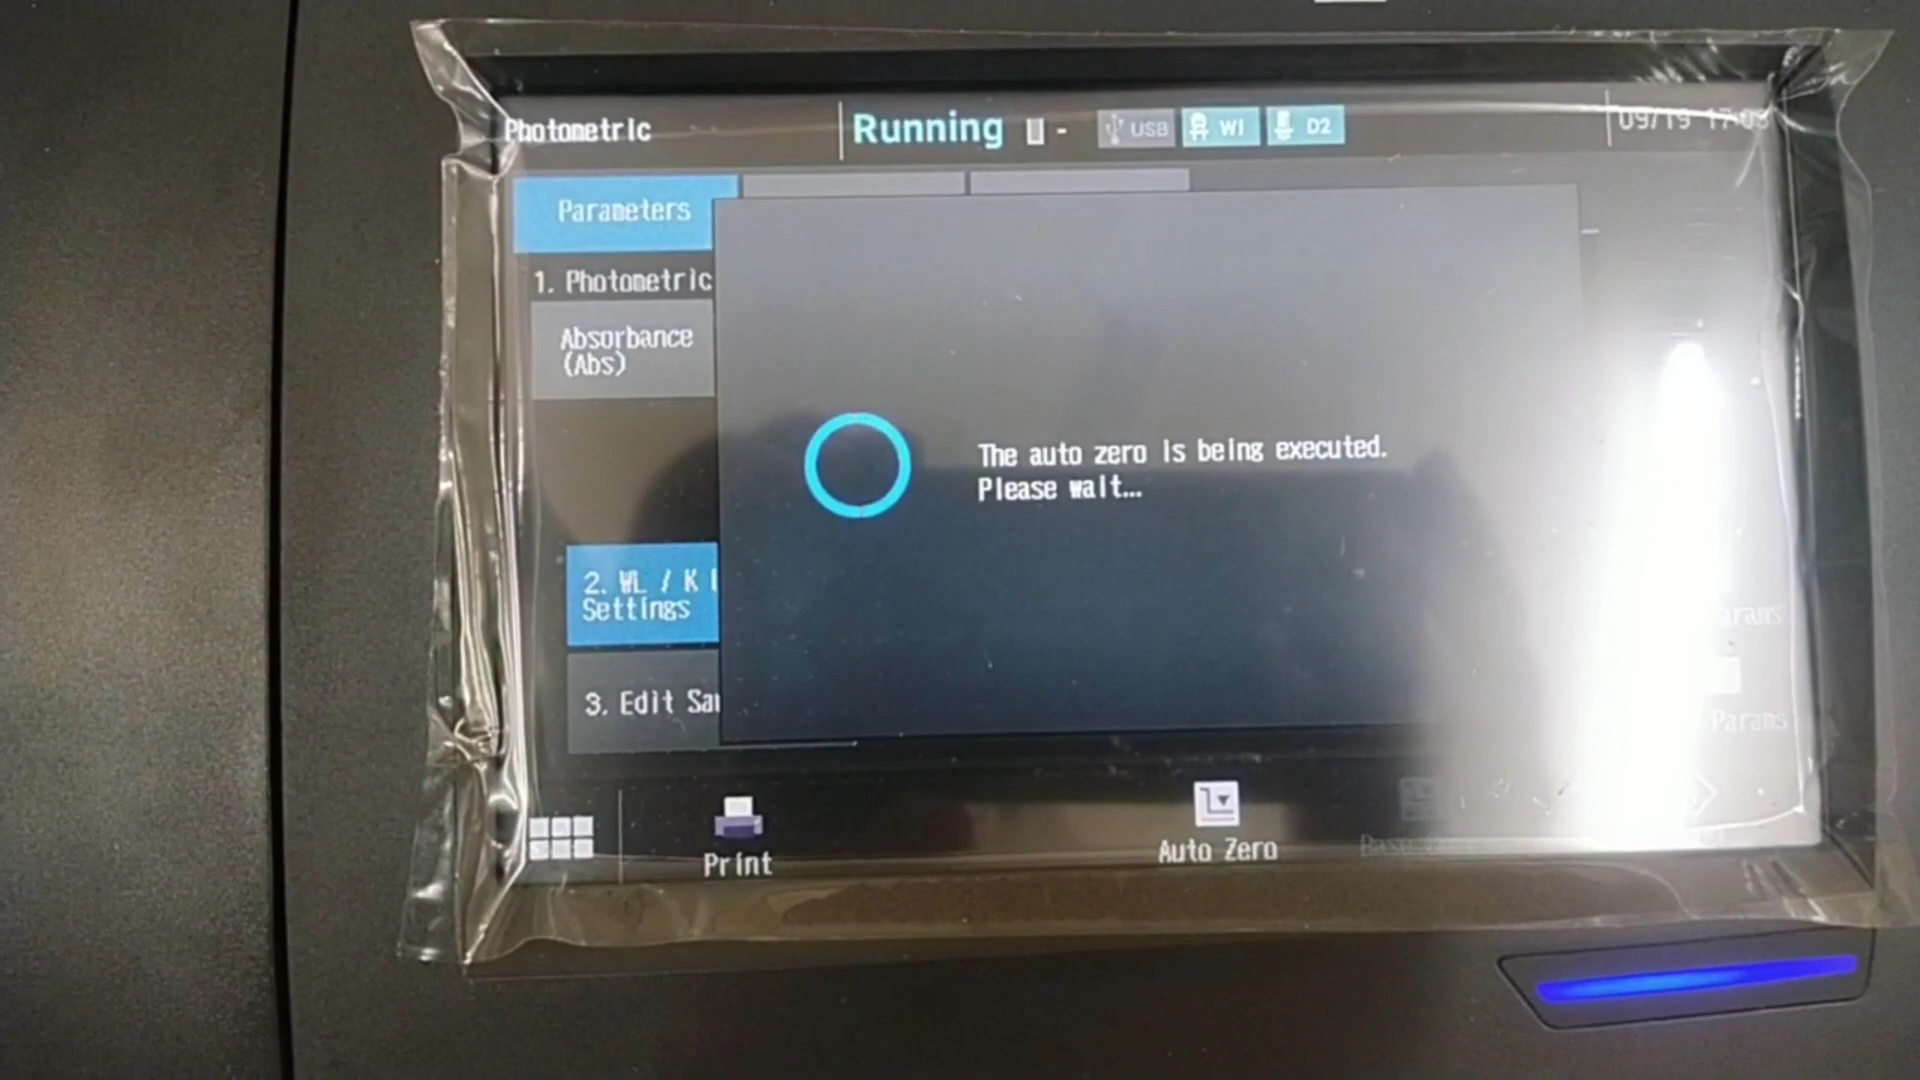 Photometric
Running
-
USB
WI
D2
Parameters
1. Photometric
Absorbance
(Abs)
The auto zero is being executed.
Please wait...
2. WL / K
Settings
3. Edit
Params
Print
Auto Zero